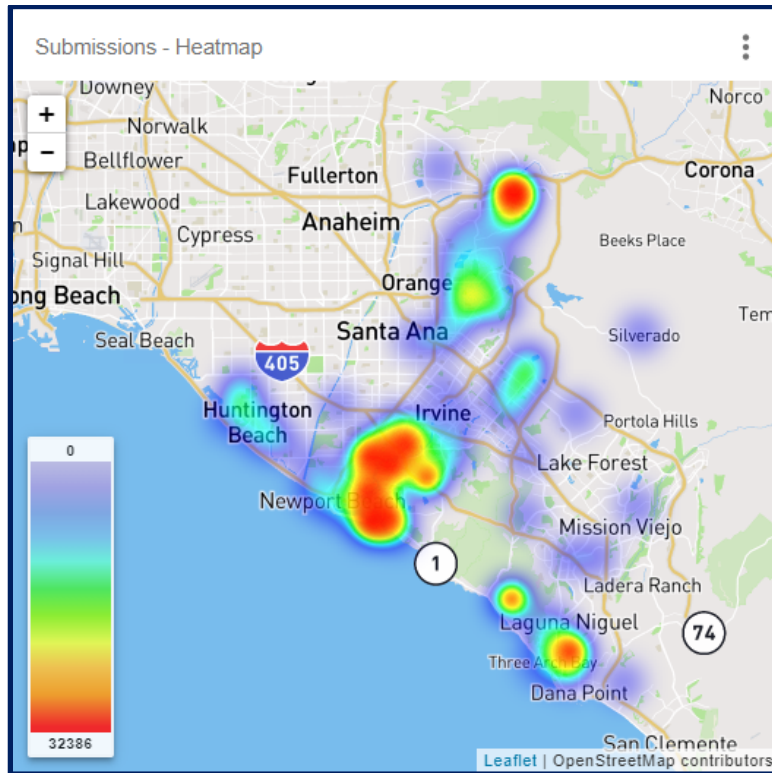 Submissions - Heatmap
+
−
Downey
Norwalk
Bellflower
Lakewood
Cypress
Signal Hill
ong Beach
Seal Beach
Fullerton
Anaheim
Orange
Santa Ana
Norco
Corona
Beeks Place
Silverado
Tem
405
Huntington
Beach
Irvine
Newport Beach
Portola Hills
Lake Forest
Mission Viejo
Ladera Ranch
1
Laguna Niguel
74
Three Arch Bay
Dana Point
San Clemente
0
32386
Leaflet | OpenStreetMap contributors